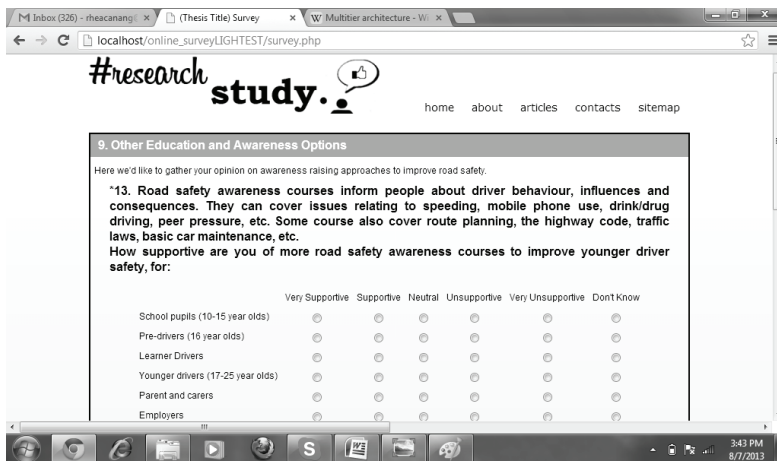 Inbox (326) - rheacanang
(Thesis Title) Survey
Multitier architecture - Wi
localhost/online_surveyLIGHTEST/survey.php
#research
study.
home about articles contacts sitemap
9. Other Education and Awareness Options
Here we'd like to gather your opinion on awareness raising approaches to improve road safety.
*13. Road safety awareness courses inform people about driver behaviour, influences and
consequences. They can cover issues relating to speeding, mobile phone use, drink/drug
driving, peer pressure, etc. Some course also cover route planning, the highway code, traffic
laws, basic car maintenance, etc.
How supportive are you of more road safety awareness courses to improve younger driver
safety, for:
Very Supportive Supportive Neutral Unsupportive Very Unsupportive Don't Know
School pupils (10-15 year olds)
Pre-drivers (16 year olds)
Learner Drivers
Younger drivers (17-25 year olds)
Parent and carers
Employers
3:43 PM
8/7/2013